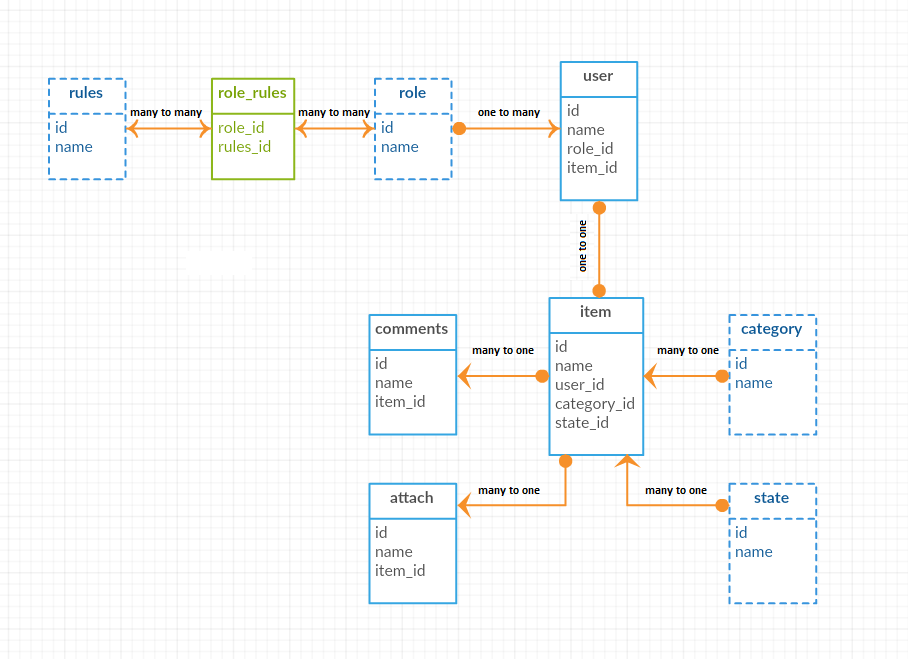 rules
id
name
many to many
role_rules
role_id
rules_id
many to many
role
id
name
one to many
user
id
name
role_id
item_id
one to one
item
id
name
user_id
category_id
state_id
comments
id
name
item_id
many to one
many to one
category
id
name
attach
id
name
item_id
many to one
many to one
state
id
name